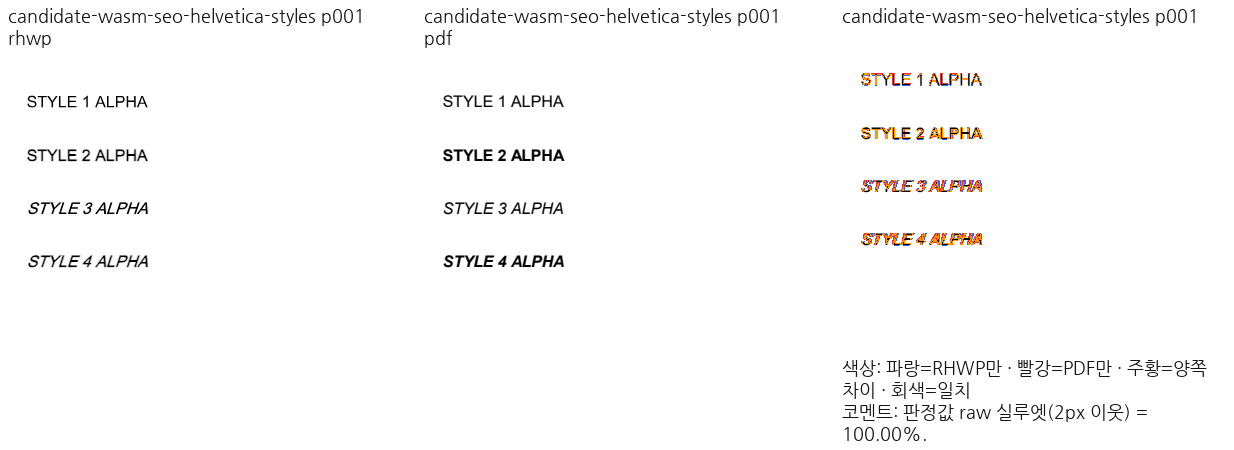 candidate-wasm-seo-helvetica-styles p001
rhwp
STYLE 1 ALPHA
STYLE 2 ALPHA
STYLE 3 ALPHA
STYLE 4 ALPHA
candidate-wasm-seo-helvetica-styles p001
pdf
STYLE 1 ALPHA
STYLE 2 ALPHA
STYLE 3 ALPHA
STYLE 4 ALPHA
candidate-wasm-seo-helvetica-styles p001
STYLE 1 ALPHA
STYLE 2 ALPHA
STYLE 3 ALPHA
STYLE 4 ALPHA
색상: 파랑=RHWP만 · 빨강=PDF만 · 주황=양쪽
차이 · 회색=일치
코멘트: 판정값 raw 실루엣(2px 이웃) =
100.00%.